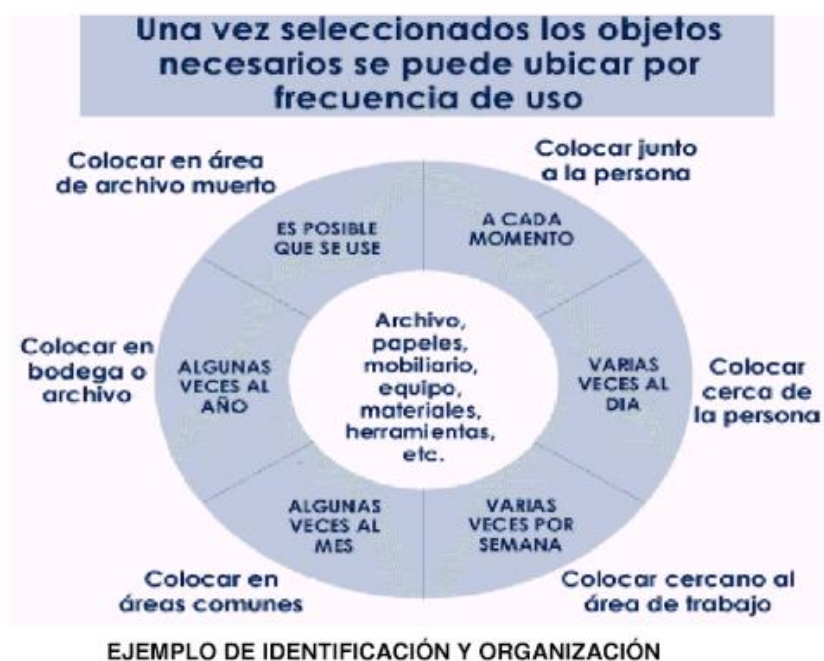 Una vez seleccionados los objetos
necesarios se puede ubicar por
frecuencia de uso
Colocar en área
de archivo muerto
Colocar junto
a la persona
ES POSIBLE
QUE SE USE
A CADA
MOMENTO
Colocar en
bodega o
archivo
ALGUNAS
VECES AL
AÑO
Archivo,
papeles,
mobiliario,
equipo,
materiales,
herramientas,
etc.
VARIAS
VECES AL
DIA
Colocar
cerca de
la persona
ALGUNAS
VECES AL
MES
VARIAS
VECES POR
SEMANA
Colocar en
áreas comunes
Colocar cercano al
área de trabajo
EJEMPLO DE IDENTIFICACIÓN Y ORGANIZACIÓN